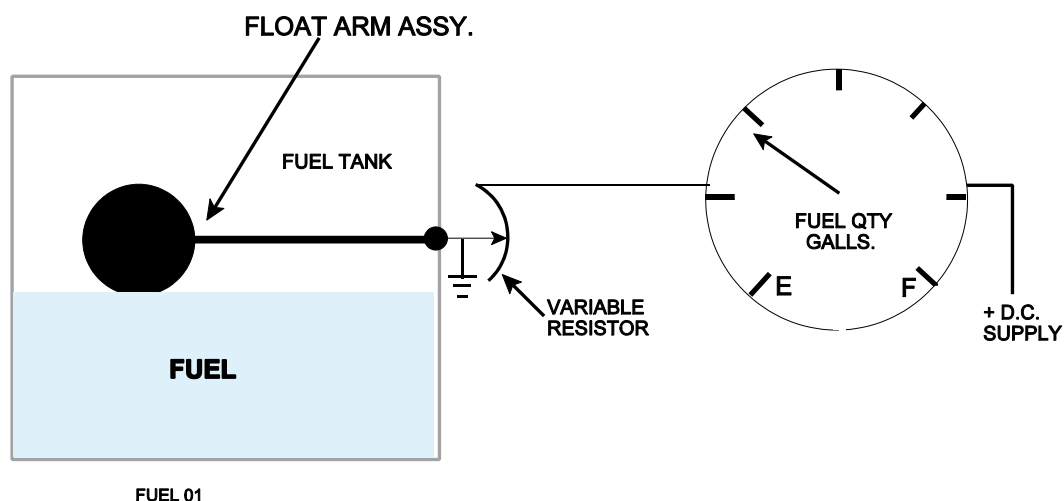 FLOAT ARM ASSY.
FUEL TANK
FUEL QTY
GALLS.
E
F
VARIABLE
RESISTOR
+ D.C.
SUPPLY
FUEL
FUEL 01